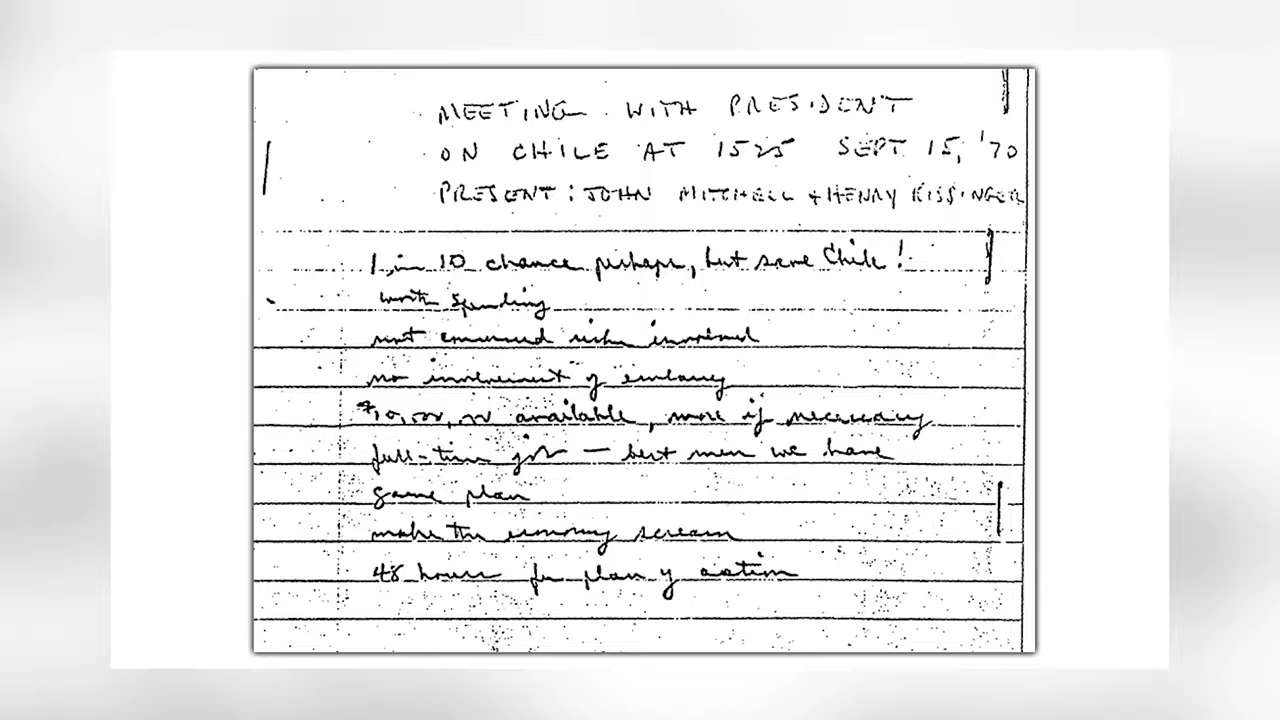 MEETING WITH PRESIDENT
ON CHILE AT 1525 SEPT 15, '70
PRESENT: JOHN MITCHELL + HENRY KISSINGER
1 in 10 chance perhaps, but save Chile!
worth spending
not concerned risks involved
no involvement of embassy
$10,000,00 available, more if necessary
full-time job — best men we have
game plan
make the economy scream
48 hours for plan of action